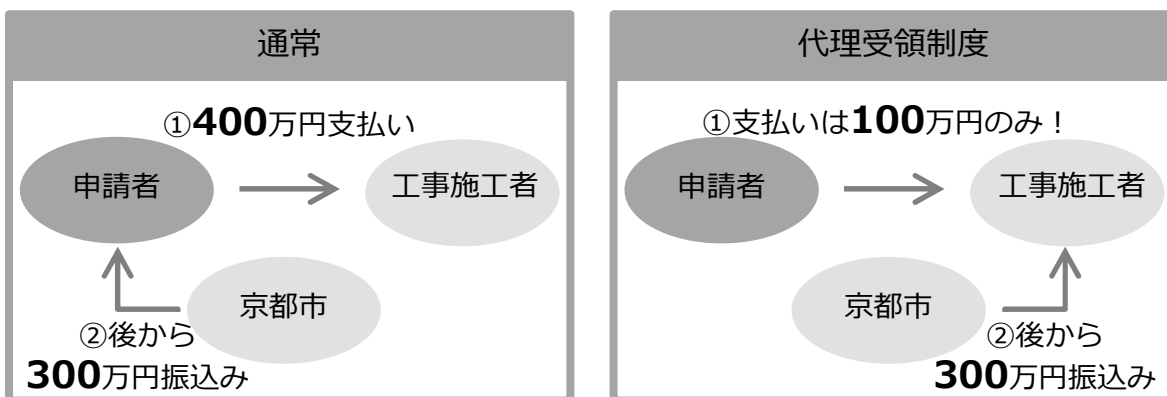 通常
①400万円支払い
申請者
工事施工者
京都市
②後から
300万円振込み
代理受領制度
①支払いは100万円のみ！
申請者
工事施工者
京都市
②後から
300万円振込み